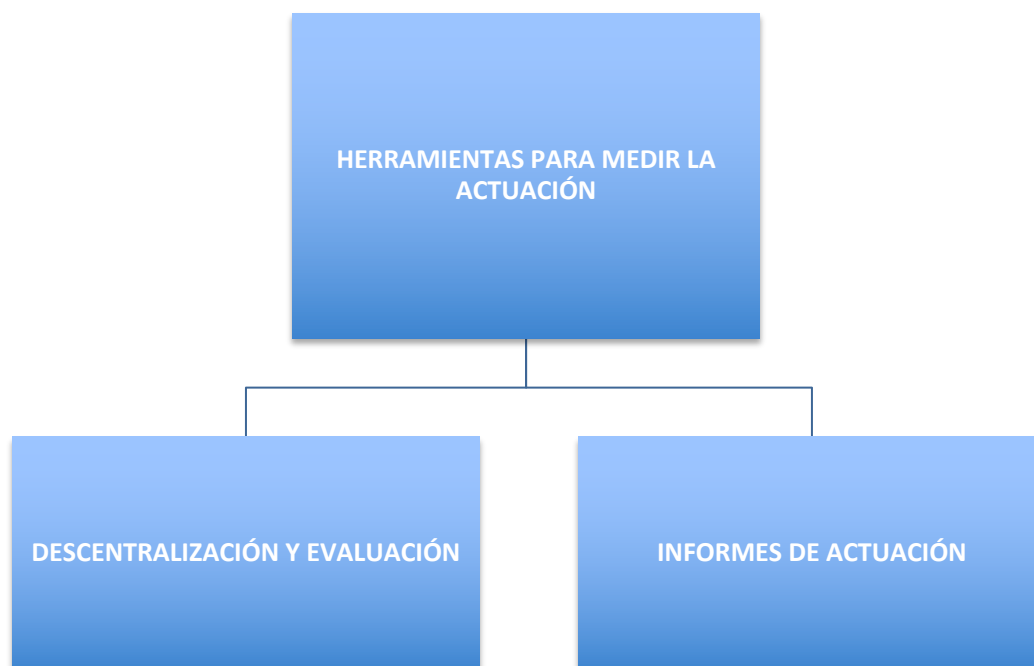 HERRAMIENTAS PARA MEDIR LA
ACTUACIÓN
DESCENTRALIZACIÓN Y EVALUACIÓN
INFORMES DE ACTUACIÓN